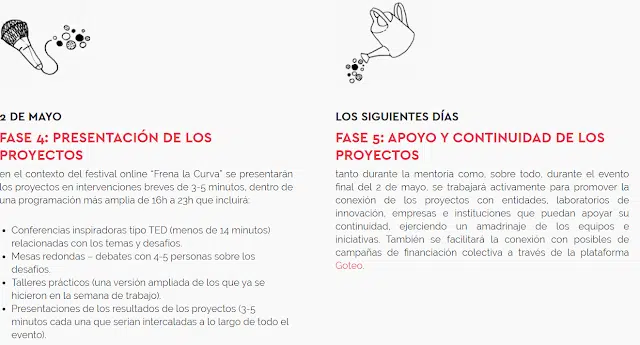 2 DE MAYO
FASE 4: PRESENTACIÓN DE LOS
PROYECTOS
en el contexto del festival online "Frena la Curva" se presentarán
los proyectos en intervenciones breves de 3-5 minutos, dentro de
una programación más amplia de 16h a 23h que incluirá:
• Conferencias inspiradoras tipo TED (menos de 14 minutos)
relacionadas con los temas y desafíos.
• Mesas redondas – debates con 4-5 personas sobre los
desafíos.
• Talleres prácticos (una versión ampliada de los que ya se
hicieron en la semana de trabajo).
• Presentaciones de los resultados de los proyectos (3-5
minutos cada una que serían intercaladas a lo largo de todo el
evento).
LOS SIGUIENTES DÍAS
FASE 5: APOYO Y CONTINUIDAD DE LOS
PROYECTOS
tanto durante la mentoría como, sobre todo, durante el evento
final del 2 de mayo, se trabajará activamente para promover la
conexión de los proyectos con entidades, laboratorios de
innovación, empresas e instituciones que puedan apoyar su
continuidad, ejerciendo un amadrinaje de los equipos e
iniciativas. También se facilitará la conexión con posibles de
campañas de financiación colectiva a través de la plataforma
Goteo.